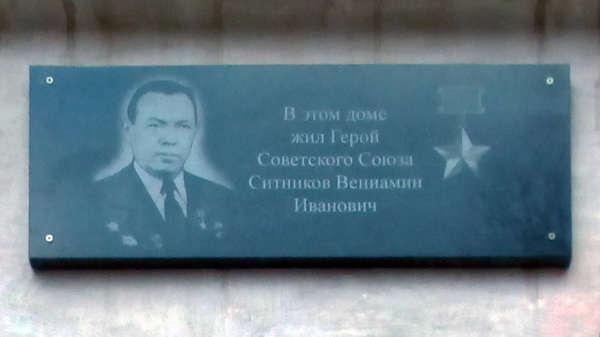 В этом доме
жил Герой
Советского Союза
Ситников Вениамин
Иванович